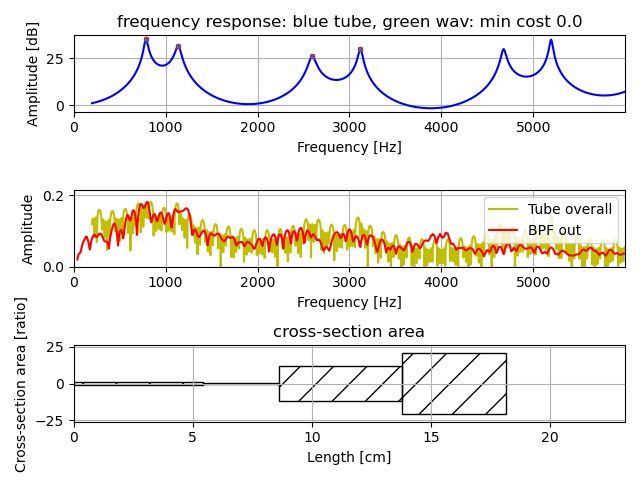 frequency response: blue tube, green wav: min cost 0.0
Amplitude [dB]
25
0
0
1000
2000
3000
4000
5000
Frequency [Hz]
Amplitude
0.2
0.0
Tube overall
BPF out
0
1000
2000
3000
4000
5000
Frequency [Hz]
cross-section area
Cross-section area [ratio]
25
0
−25
0
5
10
15
20
Length [cm]